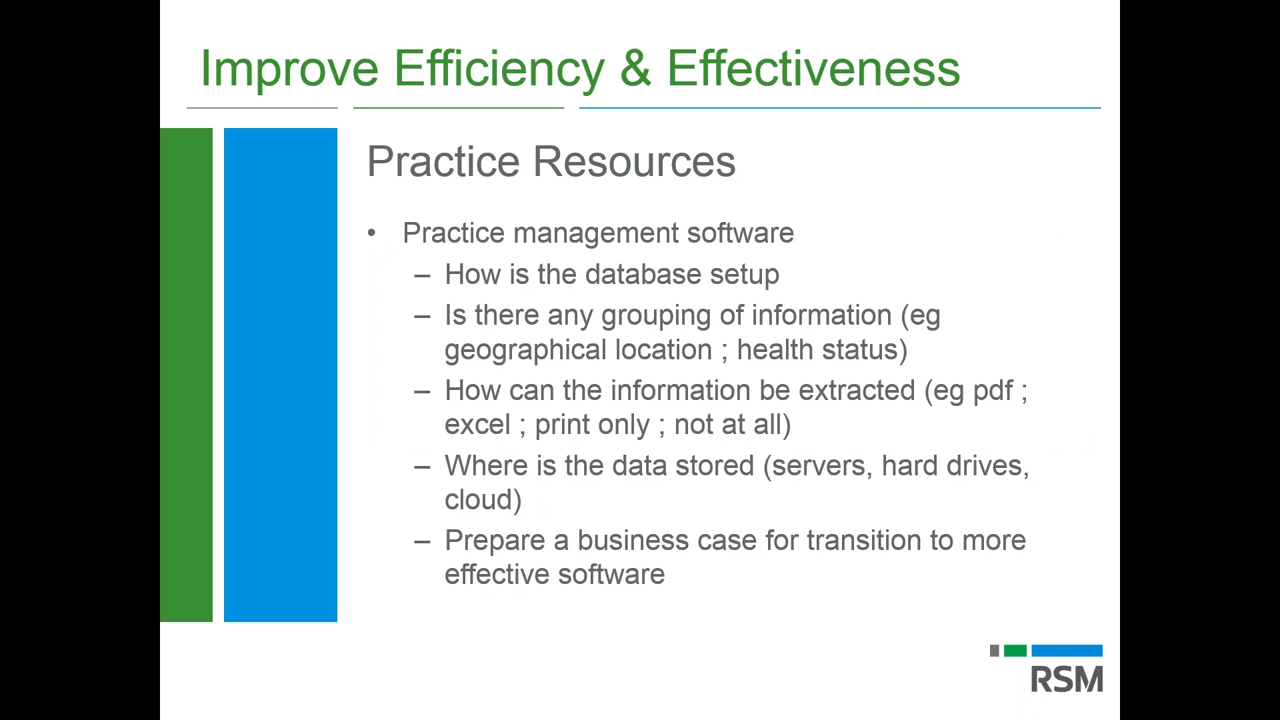 Improve Efficiency & Effectiveness
Practice Resources
• Practice management software
– How is the database setup
– Is there any grouping of information (eg
geographical location ; health status)
– How can the information be extracted (eg pdf ;
excel ; print only ; not at all)
– Where is the data stored (servers, hard drives,
cloud)
– Prepare a business case for transition to more
effective software
RSM